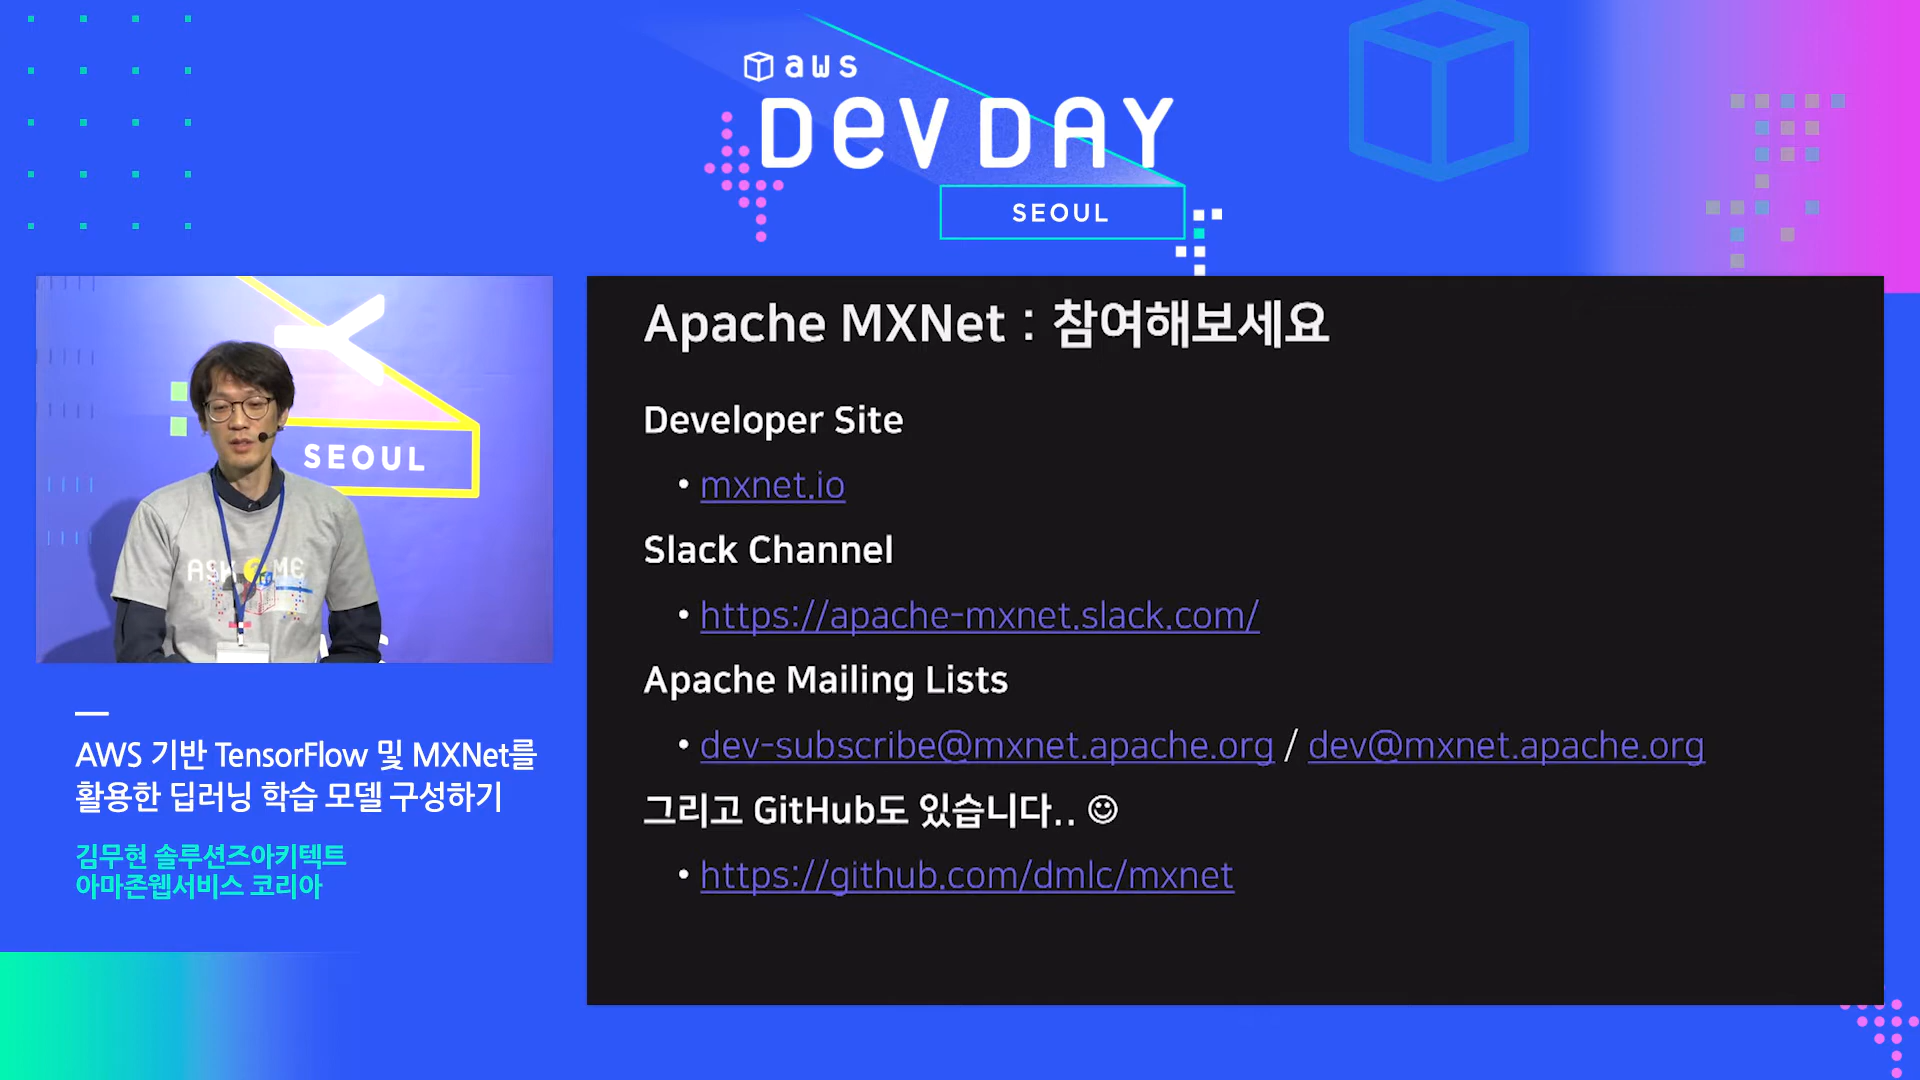 aws
DEV DAY
SEOUL
SEOUL
ASK ME
AWS 기반 TensorFlow 및 MXNet를
활용한 딥러닝 학습 모델 구성하기
김무현 솔루션즈아키텍트
아마존웹서비스 코리아
Apache MXNet : 참여해보세요
Developer Site
• mxnet.io
Slack Channel
• https://apache-mxnet.slack.com/
Apache Mailing Lists
• dev-subscribe@mxnet.apache.org / dev@mxnet.apache.org
그리고 GitHub도 있습니다.. ☺
• https://github.com/dmlc/mxnet